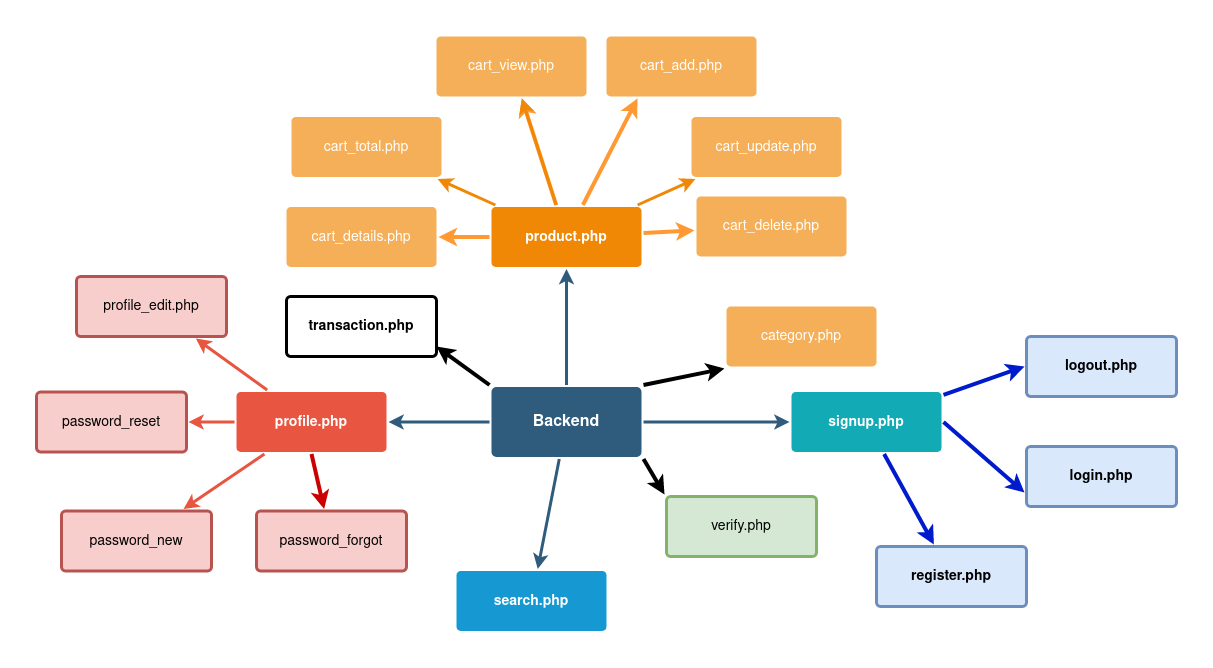 cart_view.php
cart_add.php
cart_total.php
cart_update.php
cart_details.php
product.php
cart_delete.php
profile_edit.php
transaction.php
category.php
logout.php
password_reset
profile.php
Backend
signup.php
login.php
password_new
password_forgot
verify.php
register.php
search.php